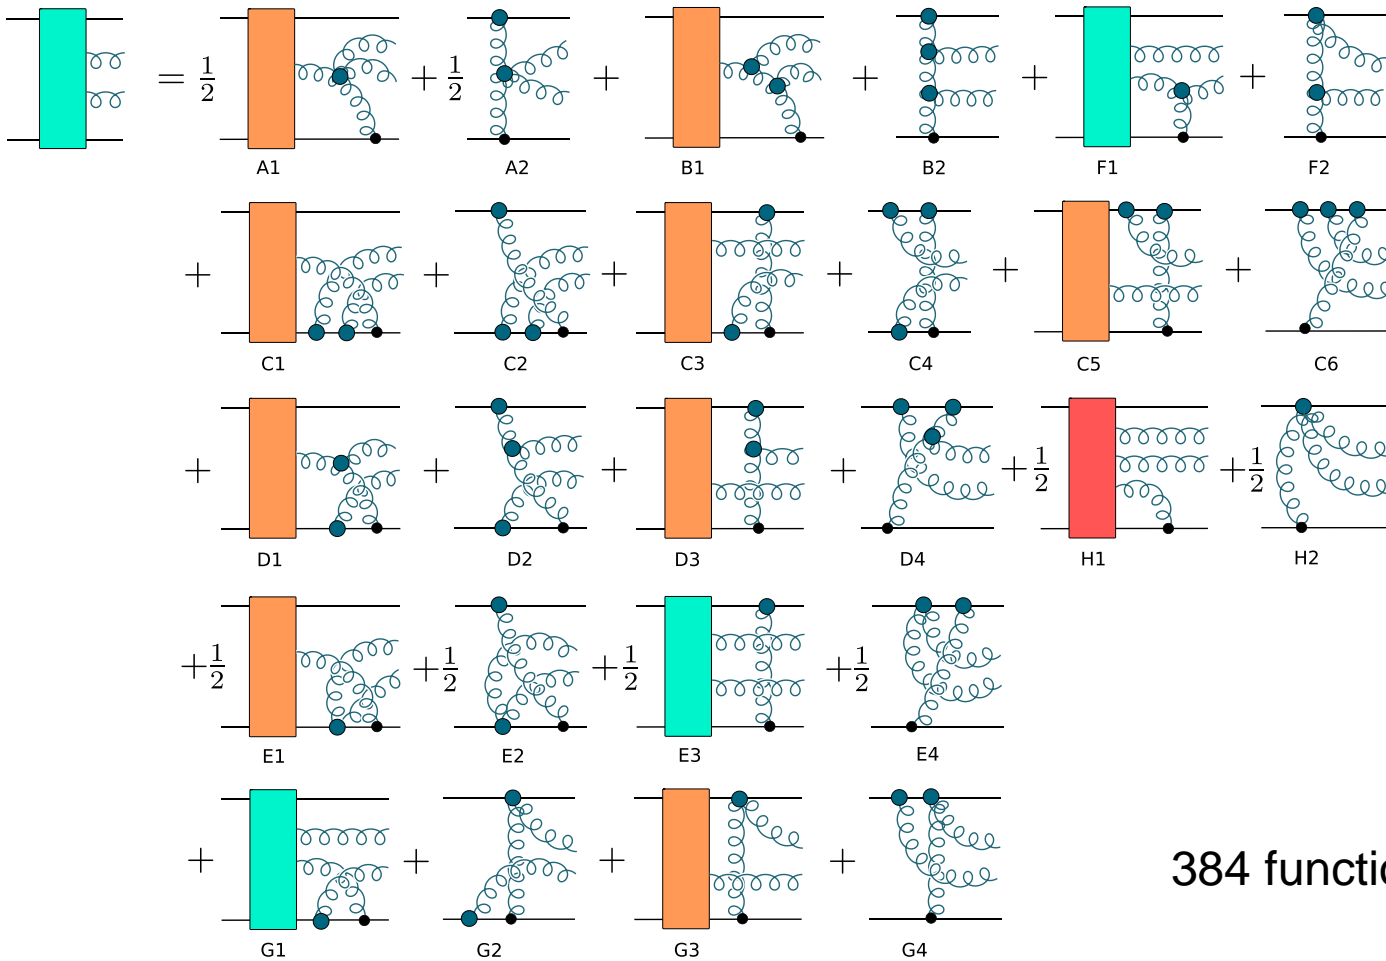 = 1/2 + 1/2 + + + +
A1 A2 B1 B2 F1 F2
+ + + + + +
C1 C2 C3 C4 C5 C6
+ + + + +1/2 +1/2
D1 D2 D3 D4 H1 H2
+1/2 +1/2 +1/2 +1/2
E1 E2 E3 E4
+ + + +
384
G1 G2 G3 G4